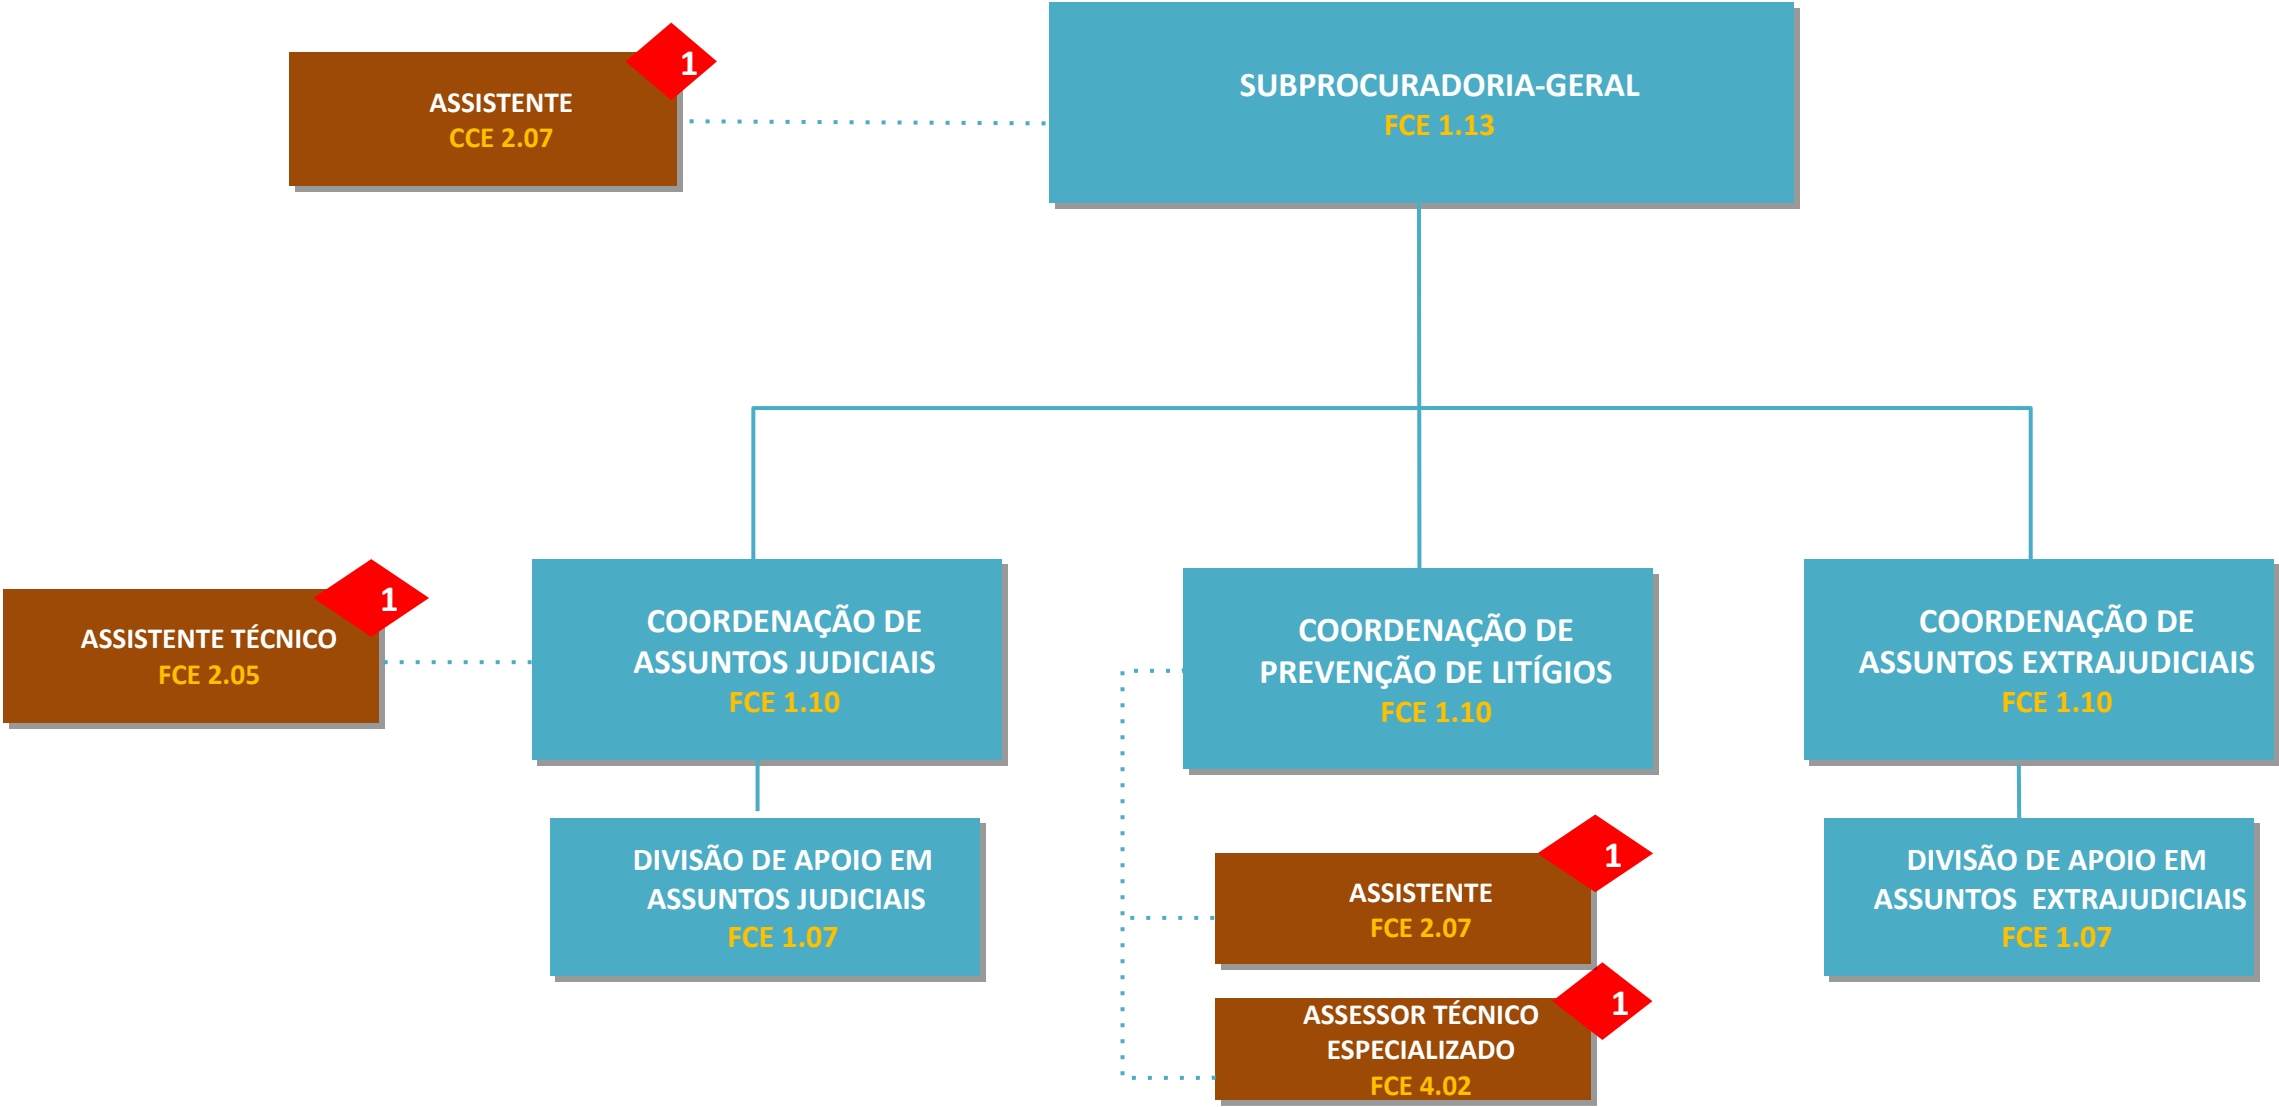 1
ASSISTENTE
CCE 2.07
SUBPROCURADORIA-GERAL
FCE 1.13
1
ASSISTENTE TÉCNICO
FCE 2.05
COORDENAÇÃO DE
ASSUNTOS JUDICIAIS
FCE 1.10
COORDENAÇÃO DE
PREVENÇÃO DE LITÍGIOS
FCE 1.10
COORDENAÇÃO DE
ASSUNTOS EXTRAJUDICIAIS
FCE 1.10
DIVISÃO DE APOIO EM
ASSUNTOS JUDICIAIS
FCE 1.07
1
ASSISTENTE
FCE 2.07
1
ASSESSOR TÉCNICO
ESPECIALIZADO
FCE 4.02
DIVISÃO DE APOIO EM
ASSUNTOS  EXTRAJUDICIAIS
FCE 1.07